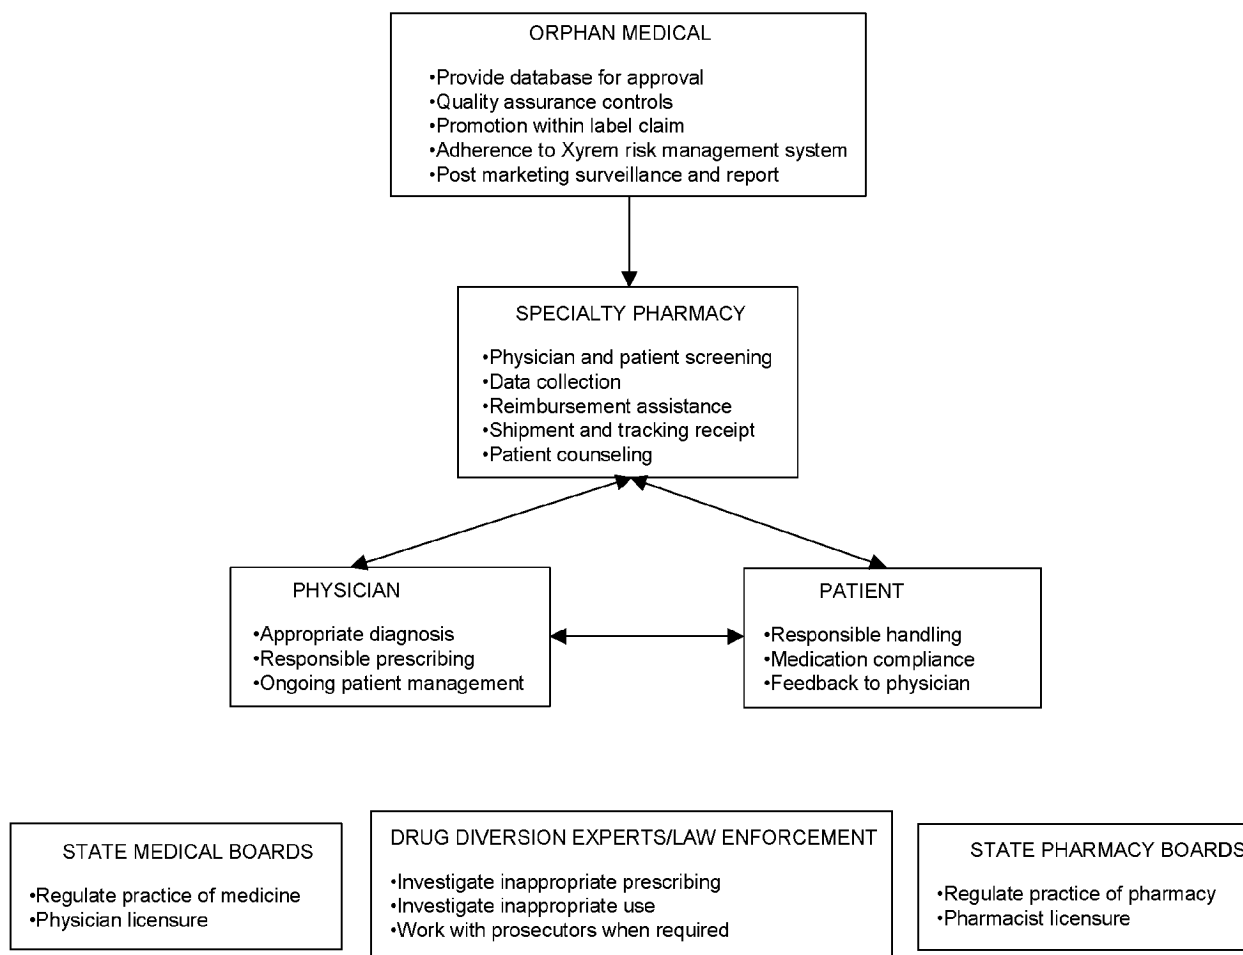 ORPHAN MEDICAL
•Provide database for approval
•Quality assurance controls
•Promotion within label claim
•Adherence to Xyrem risk management system
•Post marketing surveillance and report
SPECIALTY PHARMACY
•Physician and patient screening
•Data collection
•Reimbursement assistance
•Shipment and tracking receipt
•Patient counseling
PHYSICIAN
•Appropriate diagnosis
•Responsible prescribing
•Ongoing patient management
PATIENT
•Responsible handling
•Medication compliance
•Feedback to physician
STATE MEDICAL BOARDS
•Regulate practice of medicine
•Physician licensure
DRUG DIVERSION EXPERTS/LAW ENFORCEMENT
•Investigate inappropriate prescribing
•Investigate inappropriate use
•Work with prosecutors when required
STATE PHARMACY BOARDS
•Regulate practice of pharmacy
•Pharmacist licensure